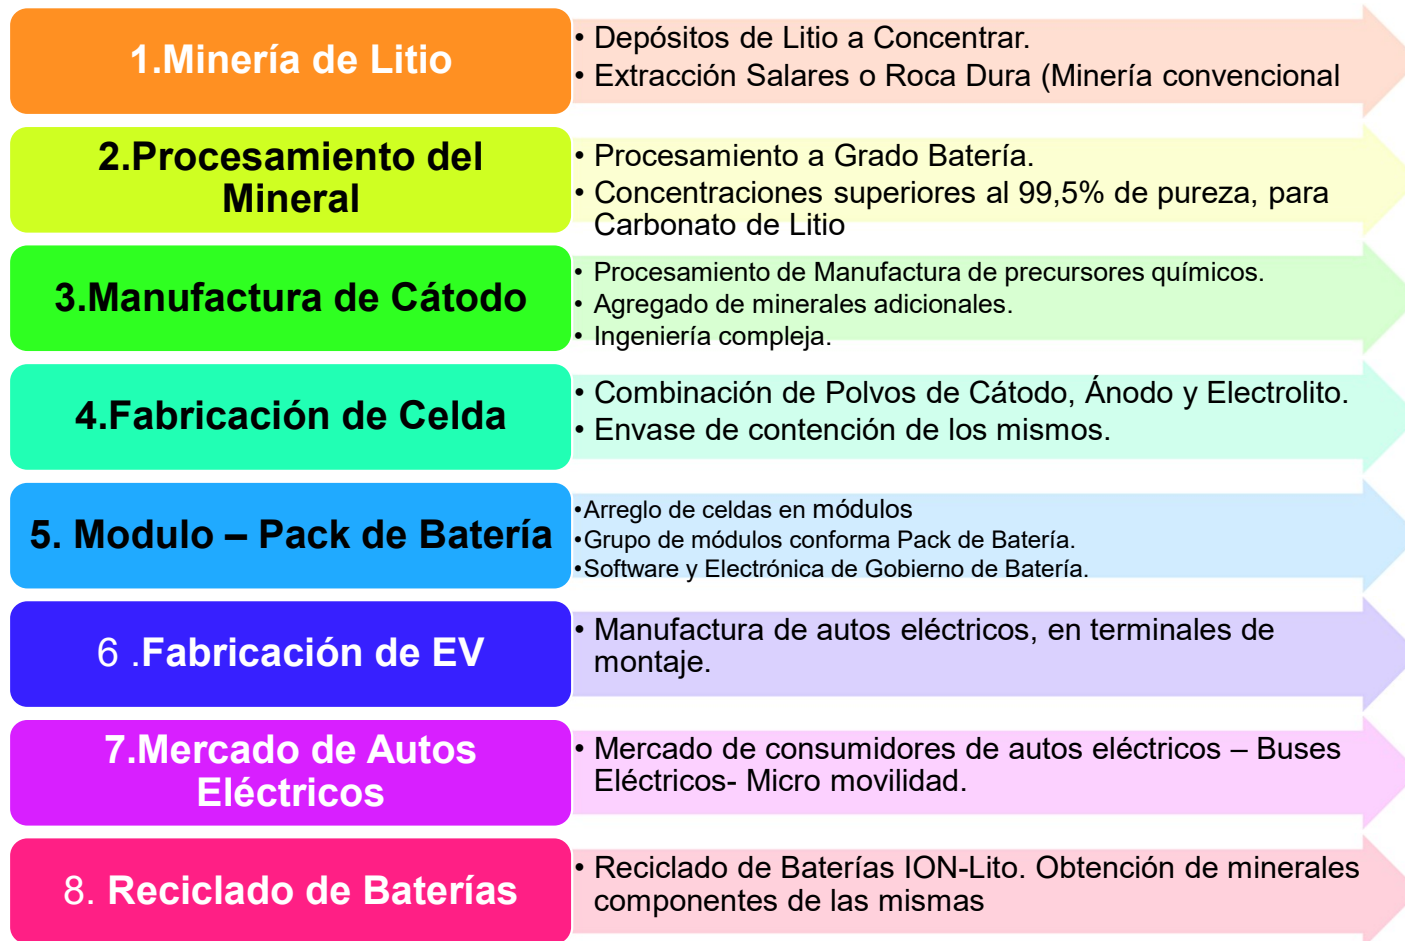 1.Minería de Litio
• Depósitos de Litio a Concentrar.
• Extracción Salares o Roca Dura (Minería convencional
2.Procesamiento del
Mineral
• Procesamiento a Grado Batería.
• Concentraciones superiores al 99,5% de pureza, para
Carbonato de Litio
3.Manufactura de Cátodo
• Procesamiento de Manufactura de precursores químicos.
• Agregado de minerales adicionales.
• Ingeniería compleja.
4.Fabricación de Celda
• Combinación de Polvos de Cátodo, Ánodo y Electrolito.
• Envase de contención de los mismos.
5. Modulo – Pack de Batería
•Arreglo de celdas en módulos
•Grupo de módulos conforma Pack de Batería.
•Software y Electrónica de Gobierno de Batería.
6 .Fabricación de EV
• Manufactura de autos eléctricos, en terminales de
montaje.
7.Mercado de Autos
Eléctricos
• Mercado de consumidores de autos eléctricos – Buses
Eléctricos- Micro movilidad.
8. Reciclado de Baterías
• Reciclado de Baterías ION-Lito. Obtención de minerales
componentes de las mismas